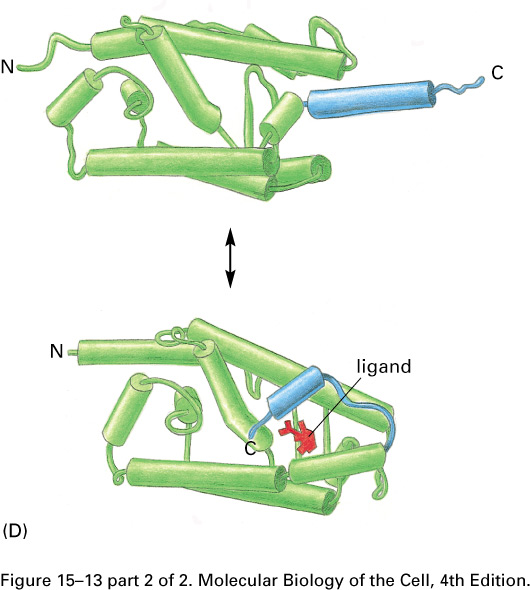 N
C
N
ligand
C
(D)
Figure 15–13 part 2 of 2. Molecular Biology of the Cell, 4th Edition.